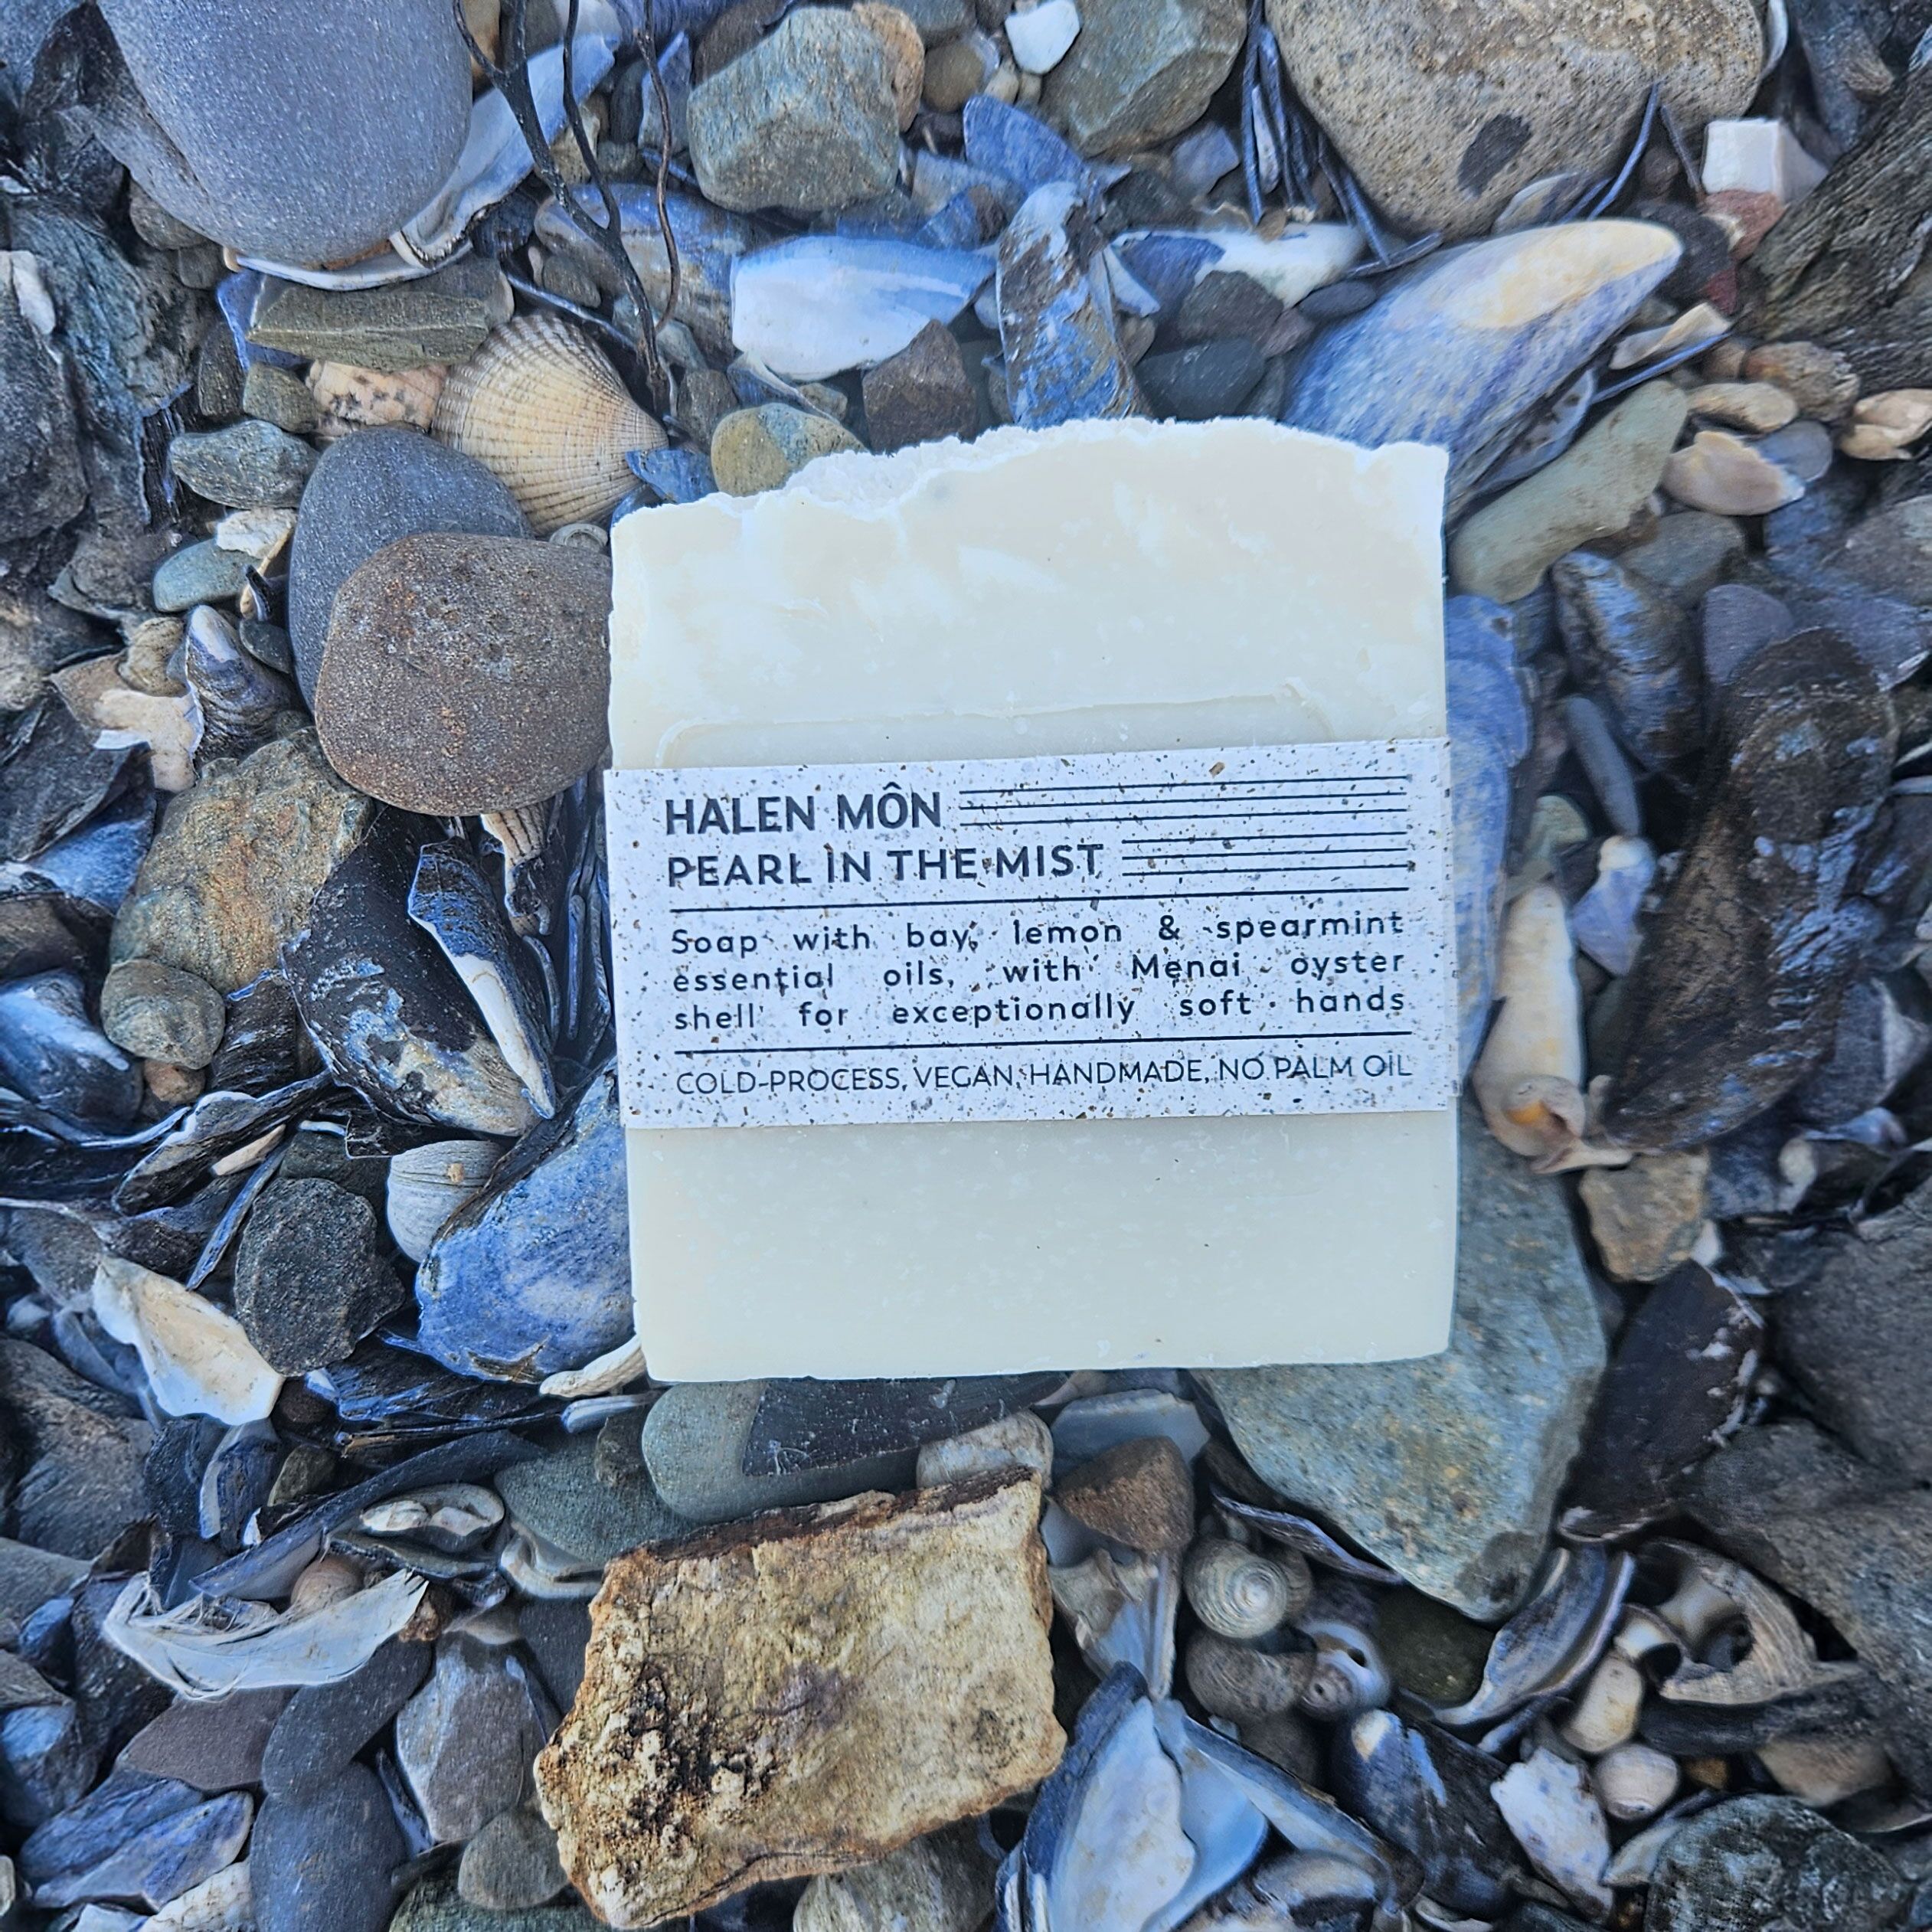 HALEN MÔN
PEARL IN THE MIST
Soap with bay, lemon & spearmint
essential oils, with Menai oyster
shell for exceptionally soft hands
COLD-PROCESS, VEGAN, HANDMADE, NO PALM OIL